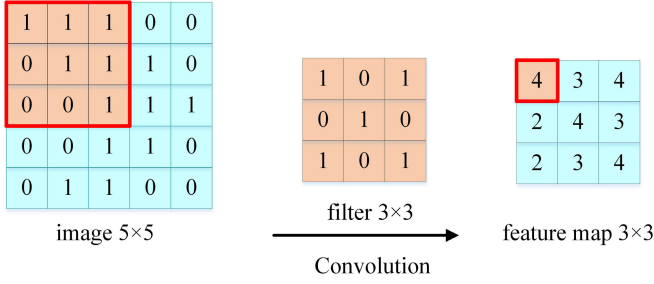 1 1 1 0 0
0 1 1 1 0
0 0 1 1 1
0 0 1 1 0
0 1 1 0 0
image 5×5
1 0 1
0 1 0
1 0 1
filter 3×3
Convolution
4 3 4
2 4 3
2 3 4
feature map 3×3